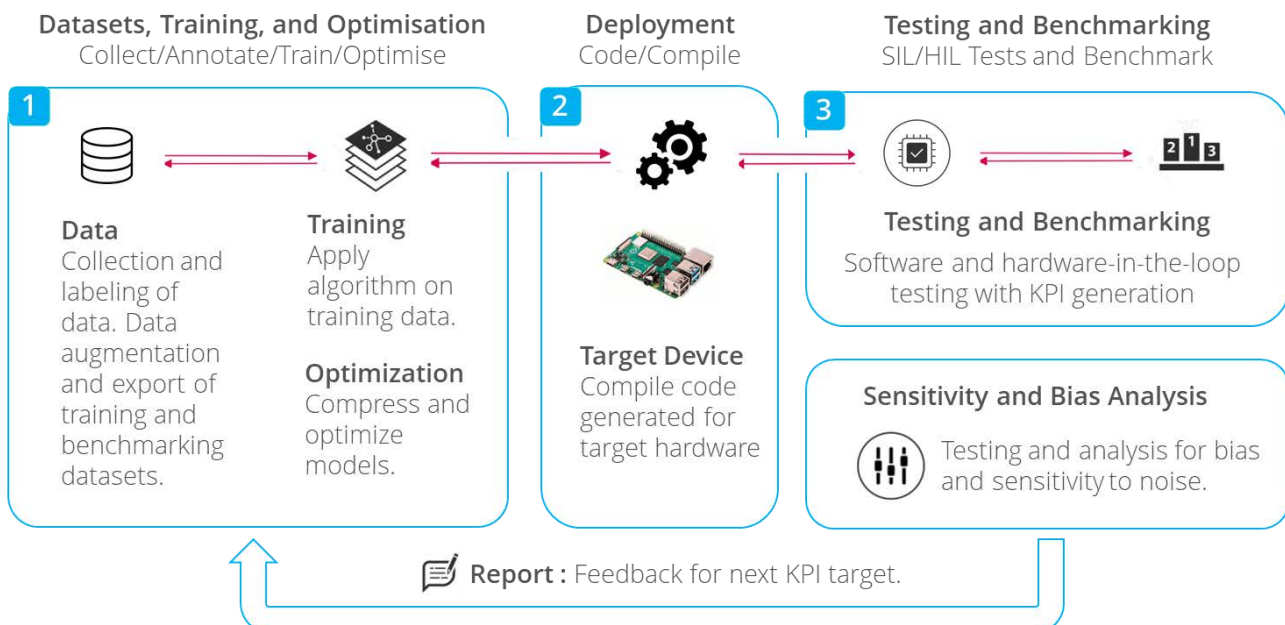 Datasets, Training, and Optimisation
Collect/Annotate/Train/Optimise
Deployment
Code/Compile
Testing and Benchmarking
SIL/HIL Tests and Benchmark
1
Data
Collection and
labeling of
data. Data
augmentation
and export of
training and
benchmarking
datasets.
Training
Apply
algorithm on
training data.
Optimization
Compress and
optimize
models.
2
Target Device
Compile code
generated for
target hardware
3
2 1 3
Testing and Benchmarking
Software and hardware-in-the-loop
testing with KPI generation
Sensitivity and Bias Analysis
Testing and analysis for bias
and sensitivity to noise.
Report : Feedback for next KPI target.